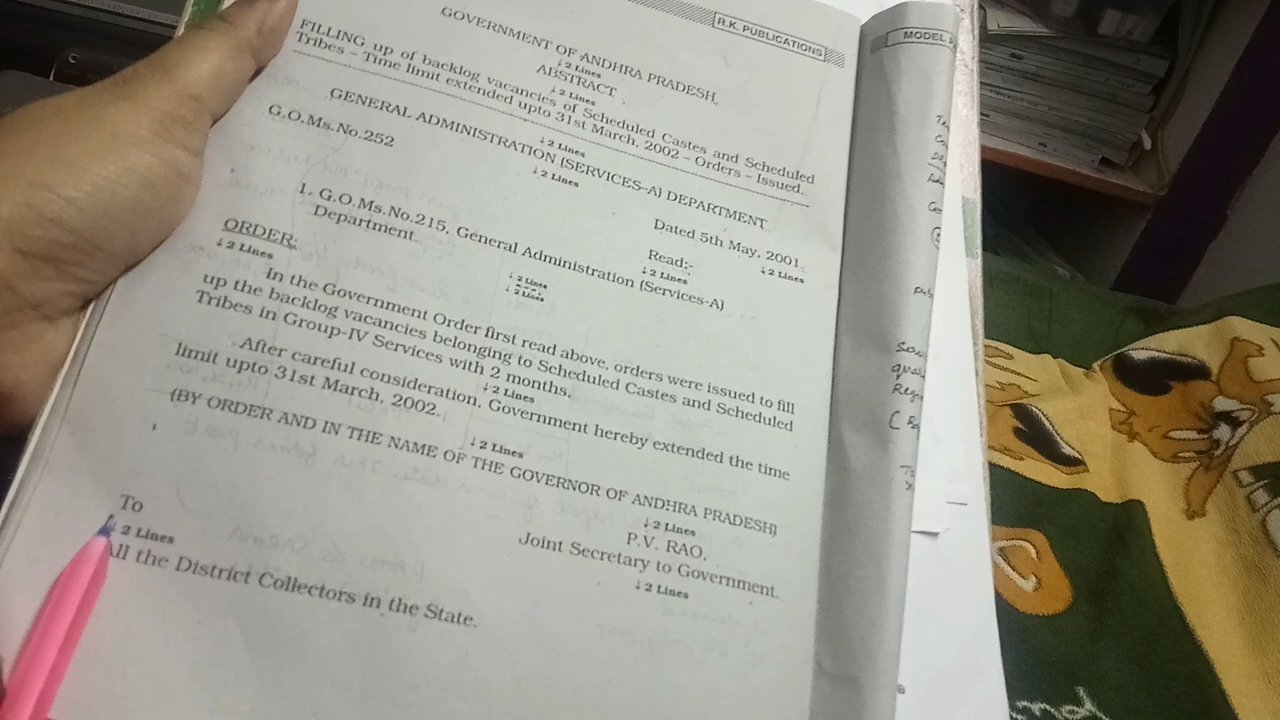 R.K. PUBLICATIONS
GOVERNMENT OF ANDHRA PRADESH,
↓2 Lines
ABSTRACT
↓2 Lines
FILLING up of backlog vacancies of Scheduled Castes and Scheduled
Tribes – Time limit extended upto 31st March, 2002 – Orders – Issued.
↓2 Lines
GENERAL ADMINISTRATION (SERVICES–A) DEPARTMENT
↓2 Lines
G.O.Ms.No.252
Dated 5th May, 2001.
↓2 Lines
Read:-
↓2 Lines
1. G.O.Ms.No.215, General Administration (Services-A)
Department.
↓2 Lines
↓2 Lines
ORDER:
↓2 Lines
In the Government Order first read above, orders were issued to fill
up the backlog vacancies belonging to Scheduled Castes and Scheduled
Tribes in Group-IV Services with 2 months.
↓2 Lines
After careful consideration, Government hereby extended the time
limit upto 31st March, 2002.
↓2 Lines
(BY ORDER AND IN THE NAME OF THE GOVERNOR OF ANDHRA PRADESH)
↓2 Lines
P.V. RAO,
Joint Secretary to Government.
↓2 Lines
To
↓2 Lines
All the District Collectors in the State.
MODEL